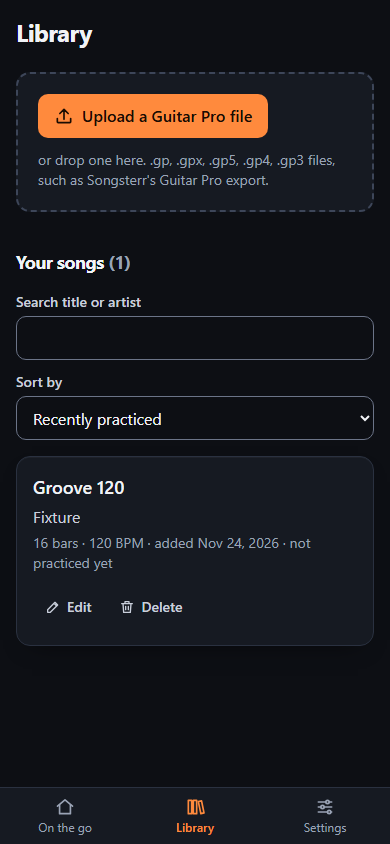 Library
Upload a Guitar Pro file
or drop one here. .gp, .gpx, .gp5, .gp4, .gp3 files,
such as Songsterr's Guitar Pro export.
Your songs (1)
Search title or artist
Sort by
Recently practiced
Groove 120
Fixture
16 bars · 120 BPM · added Nov 24, 2026 · not
practiced yet
Edit Delete
On the go Library Settings